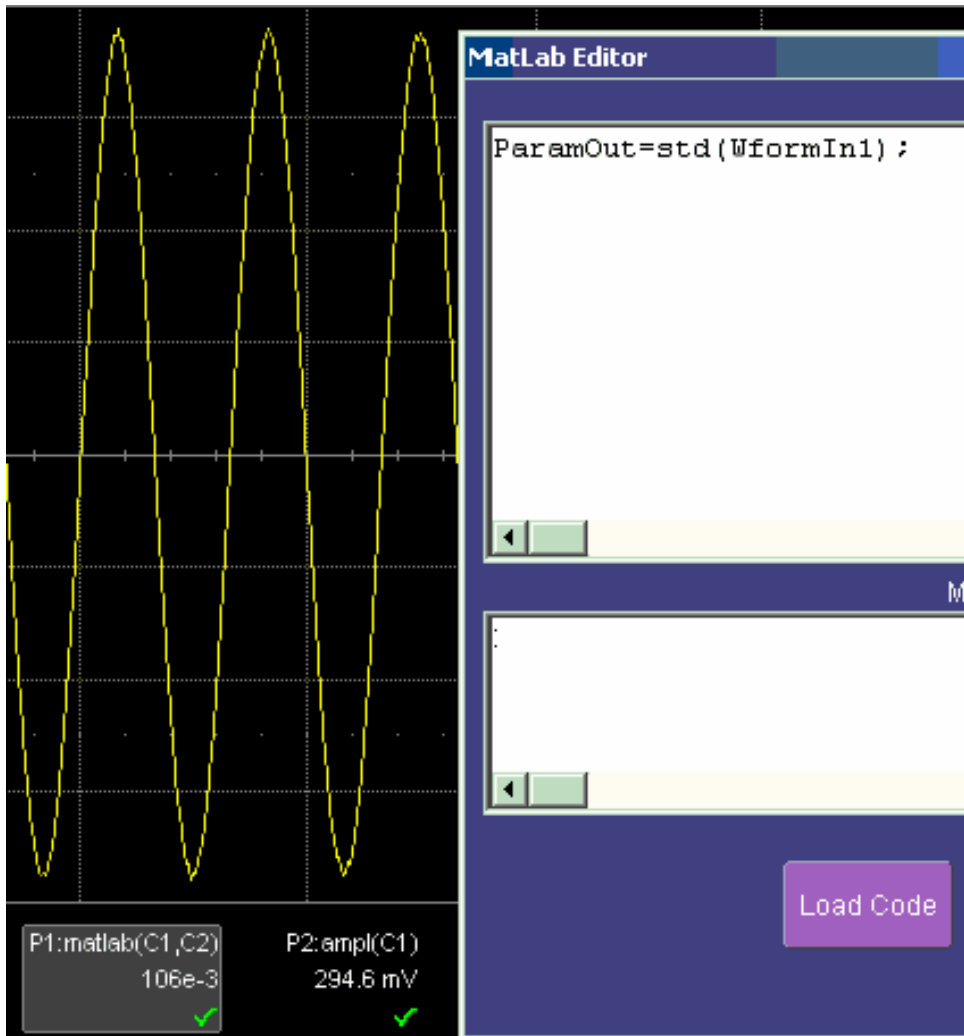 MatLab Editor
ParamOut=std(WformIn1);
M
:
Load Code
P1:matlab(C1,C2) P2:ampl(C1)
106e-3 294.6 mV